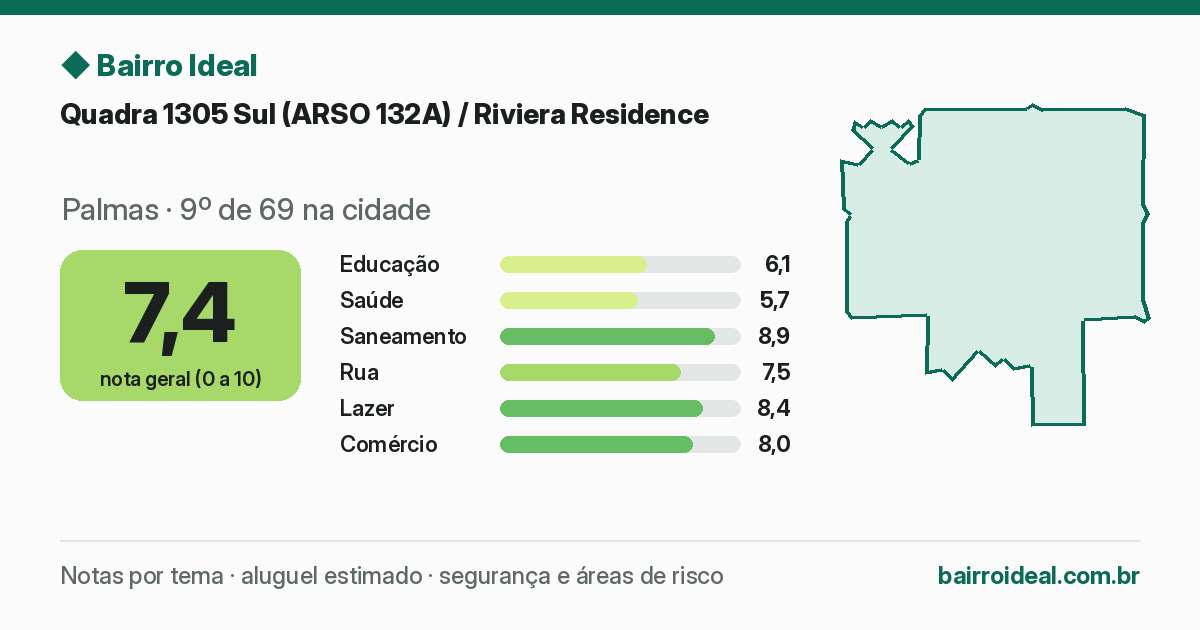 Bairro Ideal
Quadra 1305 Sul (ARSO 132A) / Riviera Residence
Palmas · 9º de 69 na cidade
7,4
nota geral (0 a 10)
Educação 6,1
Saúde 5,7
Saneamento 8,9
Rua 7,5
Lazer 8,4
Comércio 8,0
Notas por tema · aluguel estimado · segurança e áreas de risco
bairroideal.com.br